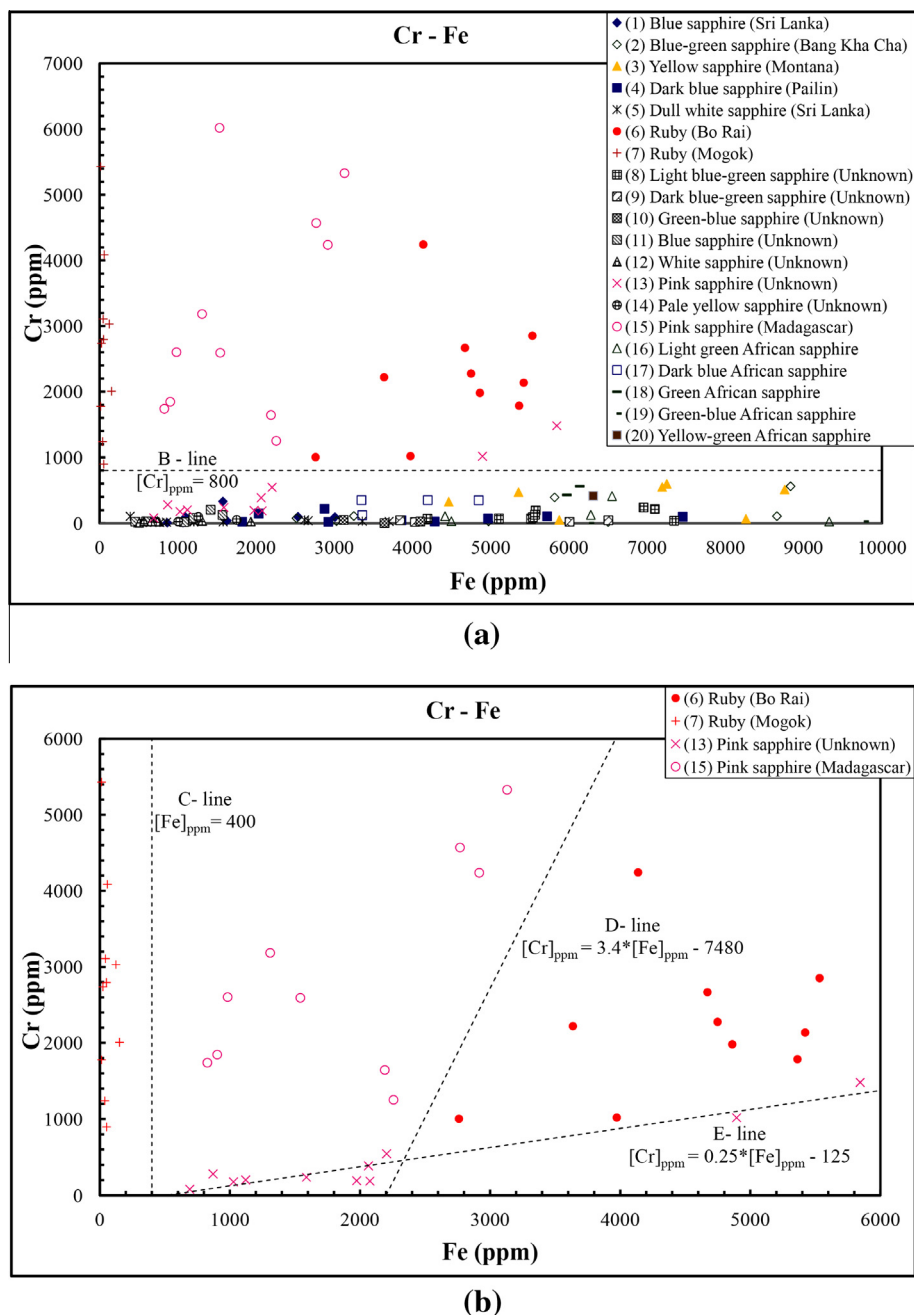 Cr - Fe
Cr (ppm)
7000
6000
5000
4000
3000
2000
1000
0
(1) Blue sapphire (Sri Lanka)
(2) Blue-green sapphire (Bang Kha Cha)
(3) Yellow sapphire (Montana)
(4) Dark blue sapphire (Pailin)
(5) Dull white sapphire (Sri Lanka)
(6) Ruby (Bo Rai)
(7) Ruby (Mogok)
(8) Light blue-green sapphire (Unknown)
(9) Dark blue-green sapphire (Unknown)
(10) Green-blue sapphire (Unknown)
(11) Blue sapphire (Unknown)
(12) White sapphire (Unknown)
(13) Pink sapphire (Unknown)
(14) Pale yellow sapphire (Unknown)
(15) Pink sapphire (Madagascar)
(16) Light green African sapphire
(17) Dark blue African sapphire
(18) Green African sapphire
(19) Green-blue African sapphire
(20) Yellow-green African sapphire
B - line
[Cr]ppm = 800
0 1000 2000 3000 4000 5000 6000 7000 8000 9000 10000
Fe (ppm)
(a)
Cr - Fe
(6) Ruby (Bo Rai)
(7) Ruby (Mogok)
(13) Pink sapphire (Unknown)
(15) Pink sapphire (Madagascar)
Cr (ppm)
6000
5000
4000
3000
2000
1000
0
C- line
[Fe]ppm = 400
D- line
[Cr]ppm = 3.4*[Fe]ppm - 7480
E- line
[Cr]ppm = 0.25*[Fe]ppm - 125
0 1000 2000 3000 4000 5000 6000
Fe (ppm)
(b)